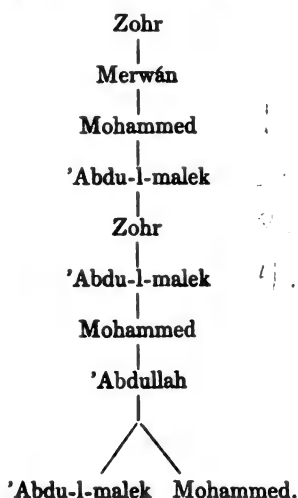 Zohr
Merwán
Mohammed
'Abdu-l-malek
Zohr
'Abdu-l-malek
Mohammed
'Abdullah
'Abdu-l-malek Mohammed.